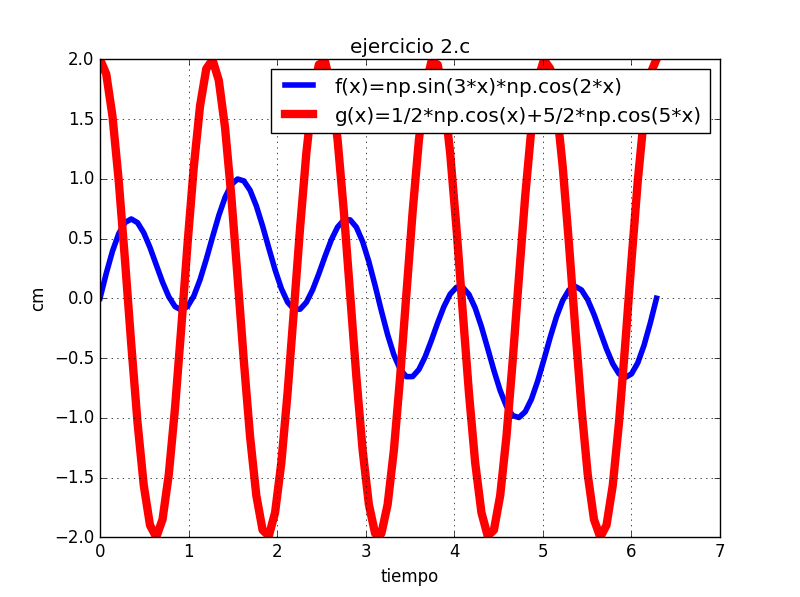 ejercicio 2.c
f(x)=np.sin(3*x)*np.cos(2*x)
g(x)=1/2*np.cos(x)+5/2*np.cos(5*x)
2.0
1.5
1.0
0.5
0.0
−0.5
−1.0
−1.5
−2.0
cm
0 1 2 3 4 5 6 7
tiempo